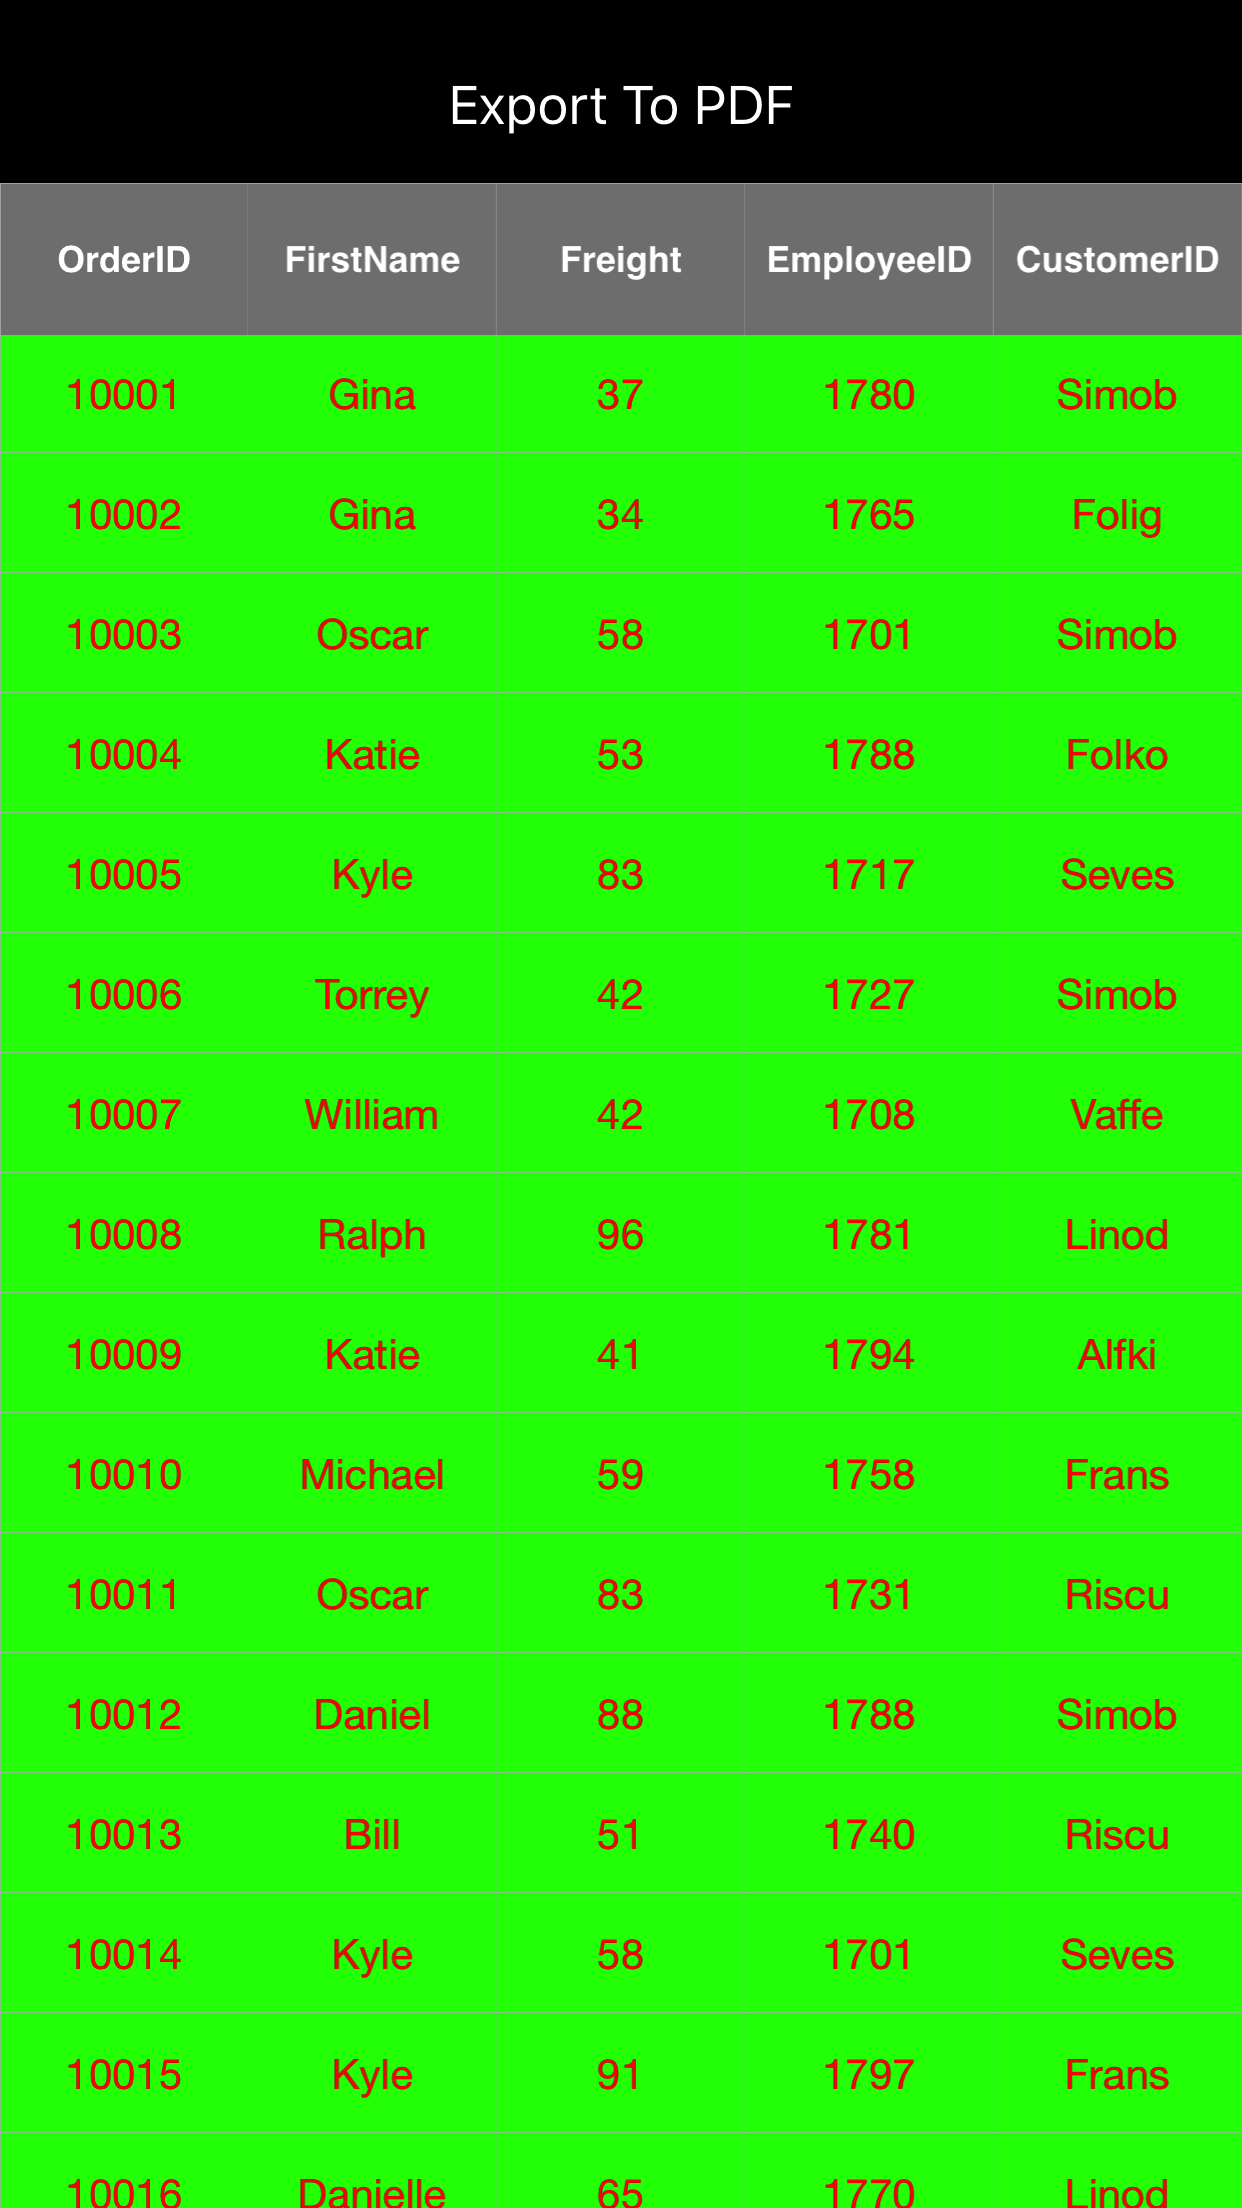 Export To PDF
OrderID FirstName Freight EmployeeID CustomerID
10001 Gina 37 1780 Simob
10002 Gina 34 1765 Folig
10003 Oscar 58 1701 Simob
10004 Katie 53 1788 Folko
10005 Kyle 83 1717 Seves
10006 Torrey 42 1727 Simob
10007 William 42 1708 Vaffe
10008 Ralph 96 1781 Linod
10009 Katie 41 1794 Alfki
10010 Michael 59 1758 Frans
10011 Oscar 83 1731 Riscu
10012 Daniel 88 1788 Simob
10013 Bill 51 1740 Riscu
10014 Kyle 58 1701 Seves
10015 Kyle 91 1797 Frans
10016 Danielle 65 1770 Linod